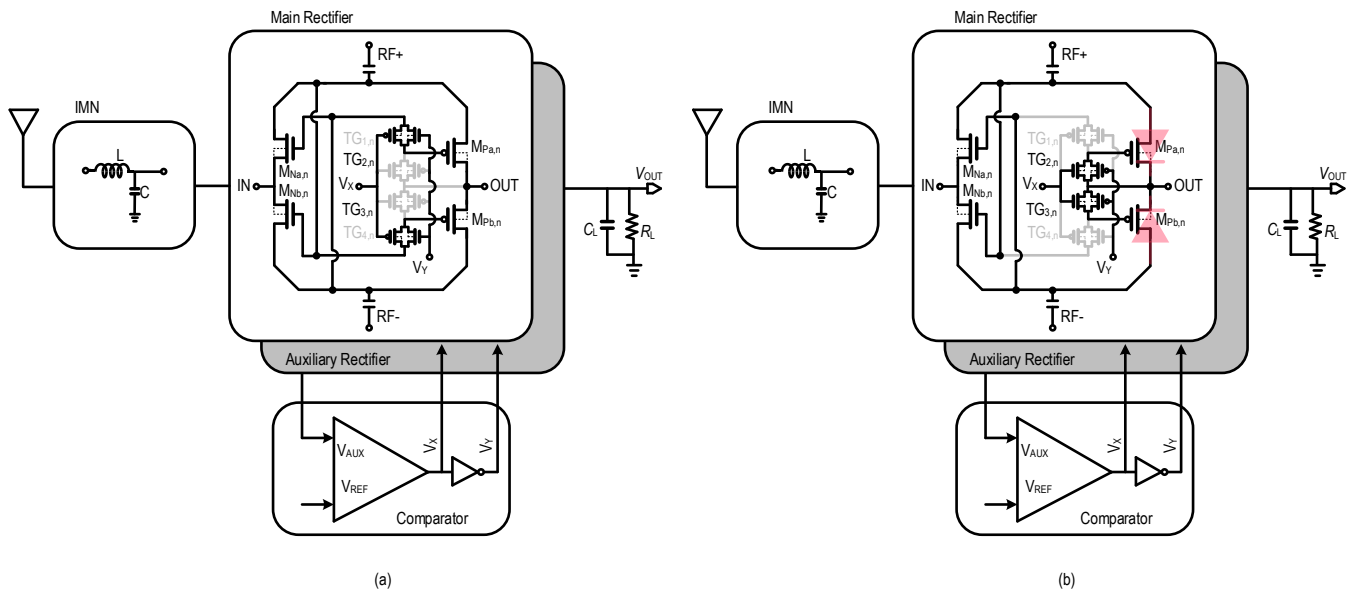 Main Rectifier
RF+
IMN
L
C
TG1,n
TG2,n
TG3,n
TG4,n
MNa,n
MNb,n
MPa,n
MPb,n
IN
VX
OUT
VY
RF-
VOUT
CL
RL
Auxiliary Rectifier
VX
VY
VAUX
VREF
Comparator
(a)
Main Rectifier
RF+
IMN
L
C
TG1,n
TG2,n
TG3,n
TG4,n
MNa,n
MNb,n
MPa,n
MPb,n
IN
VX
OUT
VY
RF-
VOUT
CL
RL
Auxiliary Rectifier
VX
VY
VAUX
VREF
Comparator
(b)